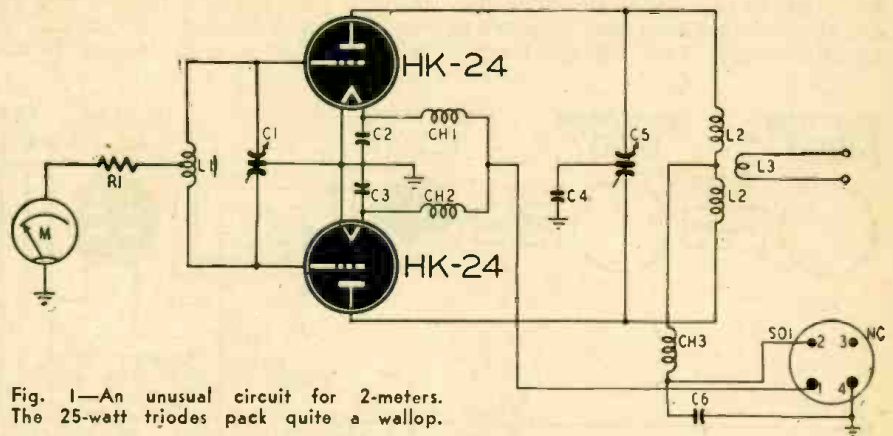 HK-24
C1
C2
CH1
C5
L2
M
R1
L1
L3
C3
CH2
C4
L2
HK-24
CH3
SO1
NC
2
3
1
4
C6
Fig. 1—An unusual circuit for 2-meters.
The 25-watt triodes pack quite a wallop.